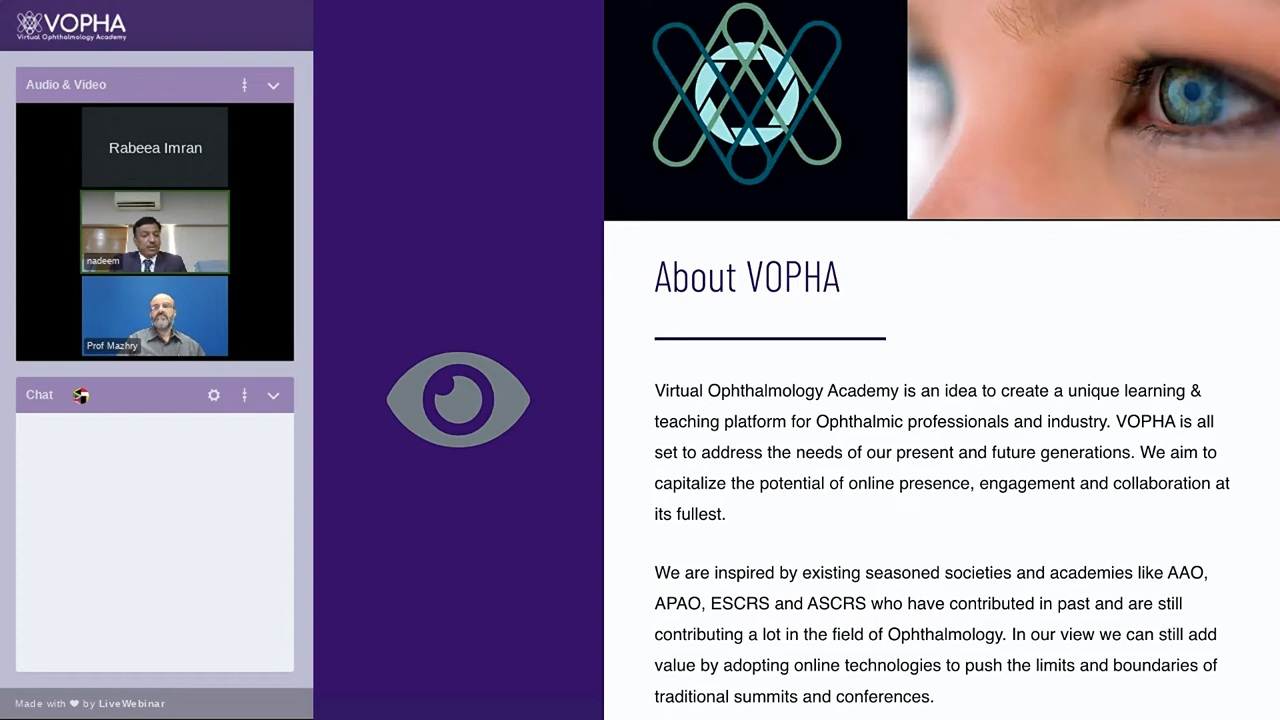 VOPHA
Virtual Ophthalmology Academy
Audio & Video
Rabeea Imran
nadeem
Prof Mazhry
Chat
Made with ❤ by LiveWebinar
About VOPHA
Virtual Ophthalmology Academy is an idea to create a unique learning &
teaching platform for Ophthalmic professionals and industry. VOPHA is all
set to address the needs of our present and future generations. We aim to
capitalize the potential of online presence, engagement and collaboration at
its fullest.
We are inspired by existing seasoned societies and academies like AAO,
APAO, ESCRS and ASCRS who have contributed in past and are still
contributing a lot in the field of Ophthalmology. In our view we can still add
value by adopting online technologies to push the limits and boundaries of
traditional summits and conferences.